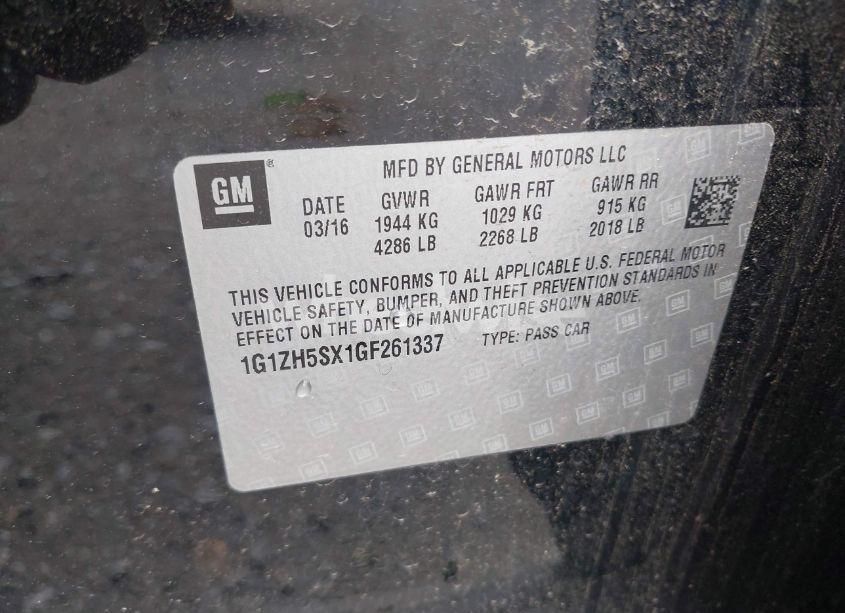 GM
MFD BY GENERAL MOTORS LLC
DATE GVWR GAWR FRT GAWR RR
03/16 1944 KG 1029 KG 915 KG
4286 LB 2268 LB 2018 LB
THIS VEHICLE CONFORMS TO ALL APPLICABLE U.S. FEDERAL MOTOR
VEHICLE SAFETY, BUMPER, AND THEFT PREVENTION STANDARDS IN
EFFECT ON THE DATE OF MANUFACTURE SHOWN ABOVE.
1G1ZH5SX1GF261337 TYPE: PASS CAR